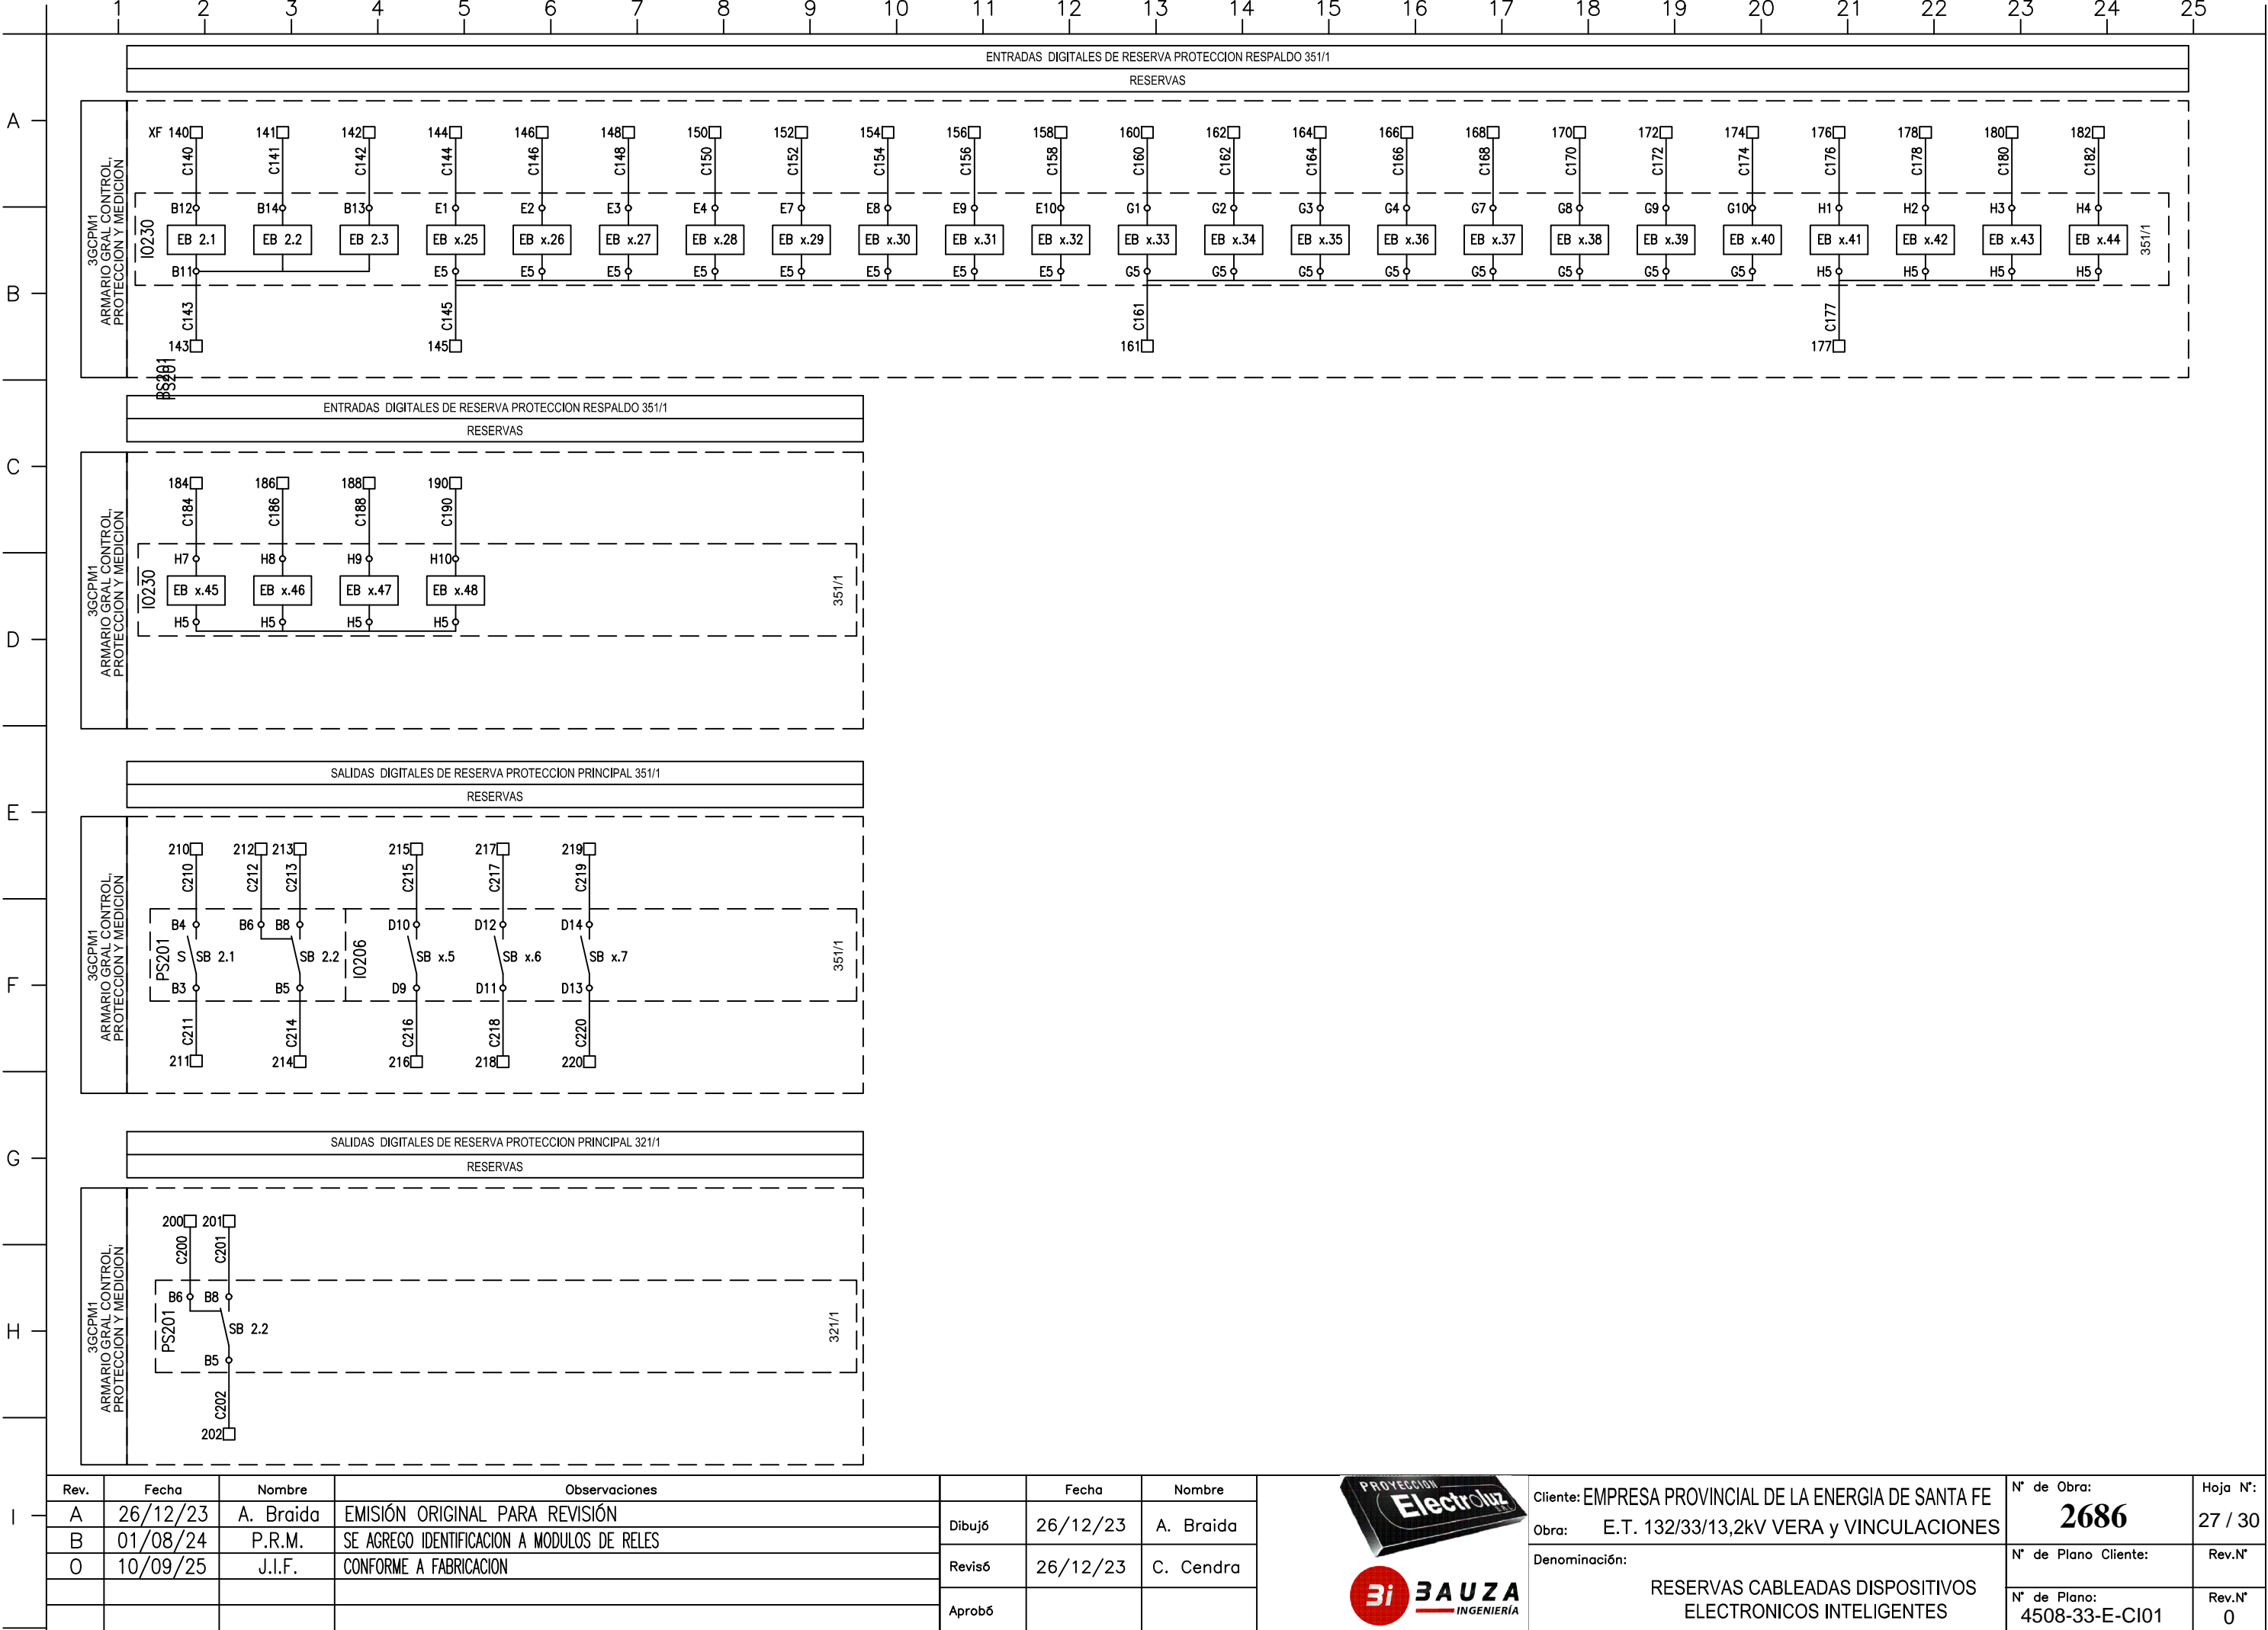 1 2 3 4 5 6 7 8 9 10 11 12 13 14 15 16 17 18 19 20 21 22 23 24 25
ENTRADAS DIGITALES DE RESERVA PROTECCION RESPALDO 351/1
RESERVAS
A
3GCPM1
ARMARIO GRAL CONTROL,
PROTECCION Y MEDICION
XF 140 141 142 144 146 148 150 152 154 156 158 160 162 164 166 168 170 172 174 176 178 180 182
C140 C141 C142 C144 C146 C148 C150 C152 C154 C156 C158 C160 C162 C164 C166 C168 C170 C172 C174 C176 C178 C180 C182
B12 B14 B13 E1 E2 E3 E4 E7 E8 E9 E10 G1 G2 G3 G4 G7 G8 G9 G10 H1 H2 H3 H4
IO230
EB 2.1 EB 2.2 EB 2.3 EB x.25 EB x.26 EB x.27 EB x.28 EB x.29 EB x.30 EB x.31 EB x.32 EB x.33 EB x.34 EB x.35 EB x.36 EB x.37 EB x.38 EB x.39 EB x.40 EB x.41 EB x.42 EB x.43 EB x.44
351/1
B11 E5 E5 E5 E5 E5 E5 E5 E5 G5 G5 G5 G5 G5 G5 G5 G5 H5 H5 H5 H5
B
C143 C145 C161 C177
143 145 161 177
PS201
PS201
ENTRADAS DIGITALES DE RESERVA PROTECCION RESPALDO 351/1
RESERVAS
C
3GCPM1
ARMARIO GRAL CONTROL,
PROTECCION Y MEDICION
184 186 188 190
C184 C186 C188 C190
H7 H8 H9 H10
IO230
EB x.45 EB x.46 EB x.47 EB x.48
351/1
H5 H5 H5 H5
D
SALIDAS DIGITALES DE RESERVA PROTECCION PRINCIPAL 351/1
RESERVAS
E
3GCPM1
ARMARIO GRAL CONTROL,
PROTECCION Y MEDICION
210 212 213 215 217 219
C210 C212 C213 C215 C217 C219
B4 B6 B8 D10 D12 D14
PS201
S SB 2.1 SB 2.2
IO206
SB x.5 SB x.6 SB x.7
351/1
F
B3 B5 D9 D11 D13
C211 C214 C216 C218 C220
211 214 216 218 220
SALIDAS DIGITALES DE RESERVA PROTECCION PRINCIPAL 321/1
RESERVAS
G
3GCPM1
ARMARIO GRAL CONTROL,
PROTECCION Y MEDICION
200 201
C200 C201
B6 B8
PS201
SB 2.2
321/1
H
B5
C202
202
I
Rev. Fecha Nombre Observaciones
A 26/12/23 A. Braida EMISIÓN ORIGINAL PARA REVISIÓN
B 01/08/24 P.R.M. SE AGREGO IDENTIFICACION A MODULOS DE RELES
O 10/09/25 J.I.F. CONFORME A FABRICACION
Fecha Nombre
Dibujó 26/12/23 A. Braida
Revisó 26/12/23 C. Cendra
Aprobó
PROYECCION
Electroluz
S.R.L.
3i BAUZA
INGENIERÍA
Cliente: EMPRESA PROVINCIAL DE LA ENERGIA DE SANTA FE
Obra: E.T. 132/33/13,2kV VERA y VINCULACIONES
Denominación:
RESERVAS CABLEADAS DISPOSITIVOS
ELECTRONICOS INTELIGENTES
N° de Obra:
2686
Hoja N°:
27 / 30
N° de Plano Cliente:
Rev.N°
N° de Plano:
4508-33-E-CI01
Rev.N°
0